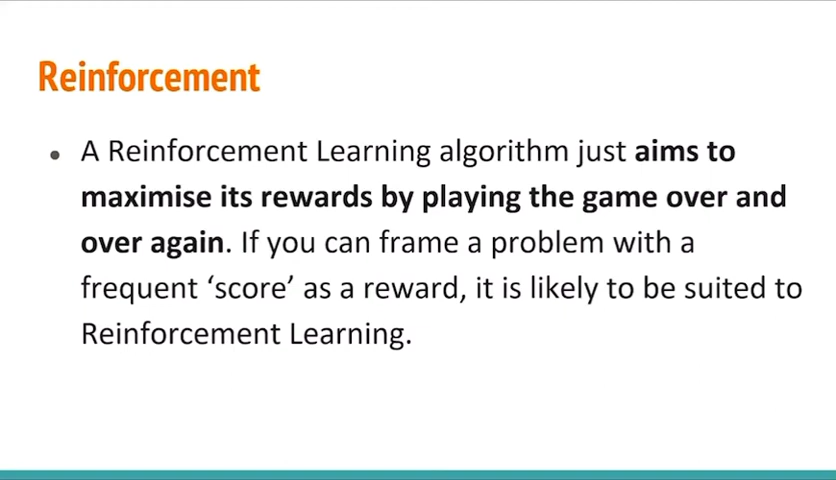 Reinforcement
• A Reinforcement Learning algorithm just aims to
maximise its rewards by playing the game over and
over again. If you can frame a problem with a
frequent ‘score’ as a reward, it is likely to be suited to
Reinforcement Learning.